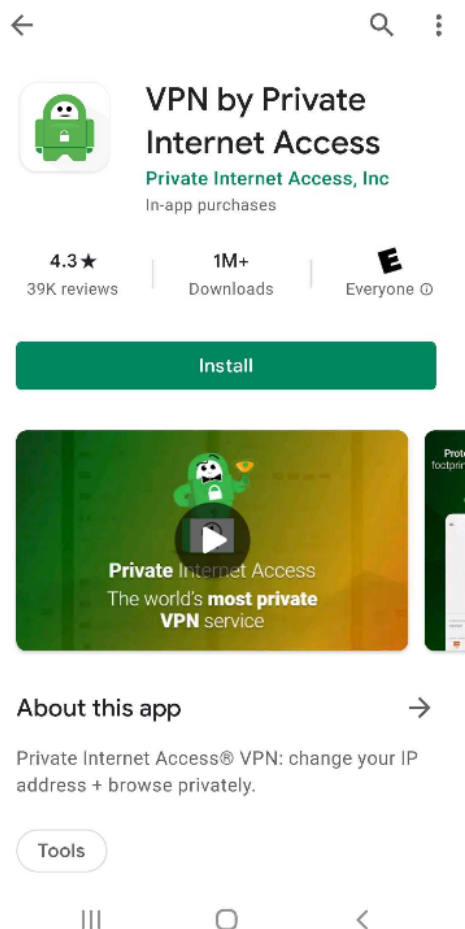 VPN by Private
Internet Access
Private Internet Access, Inc
In-app purchases
4.3★
39K reviews
1M+
Downloads
E
Everyone
Install
Private Internet Access
The world's most private
VPN service
About this app
Private Internet Access® VPN: change your IP
address + browse privately.
Tools